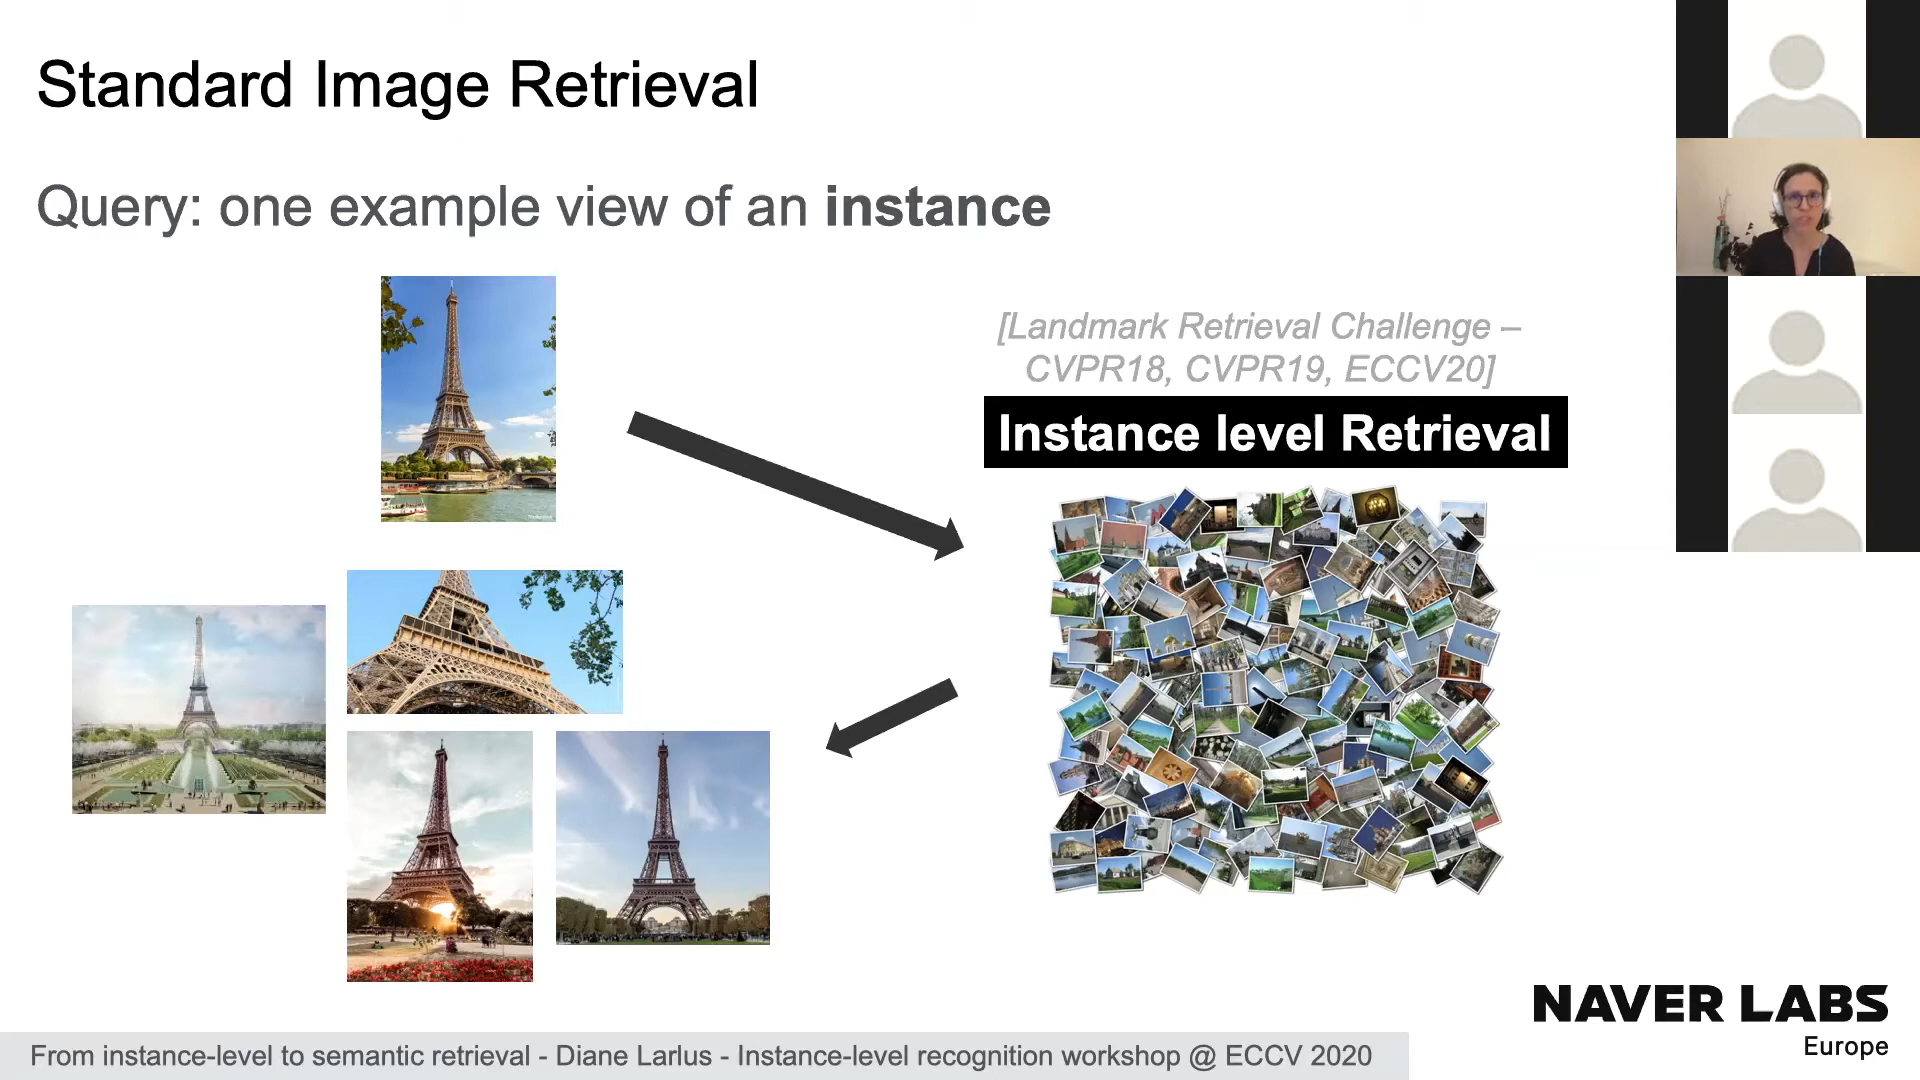 Standard Image Retrieval
Query: one example view of an instance
[Landmark Retrieval Challenge –
CVPR18, CVPR19, ECCV20]
Instance level Retrieval
NAVER LABS
Europe
From instance-level to semantic retrieval - Diane Larlus - Instance-level recognition workshop @ ECCV 2020